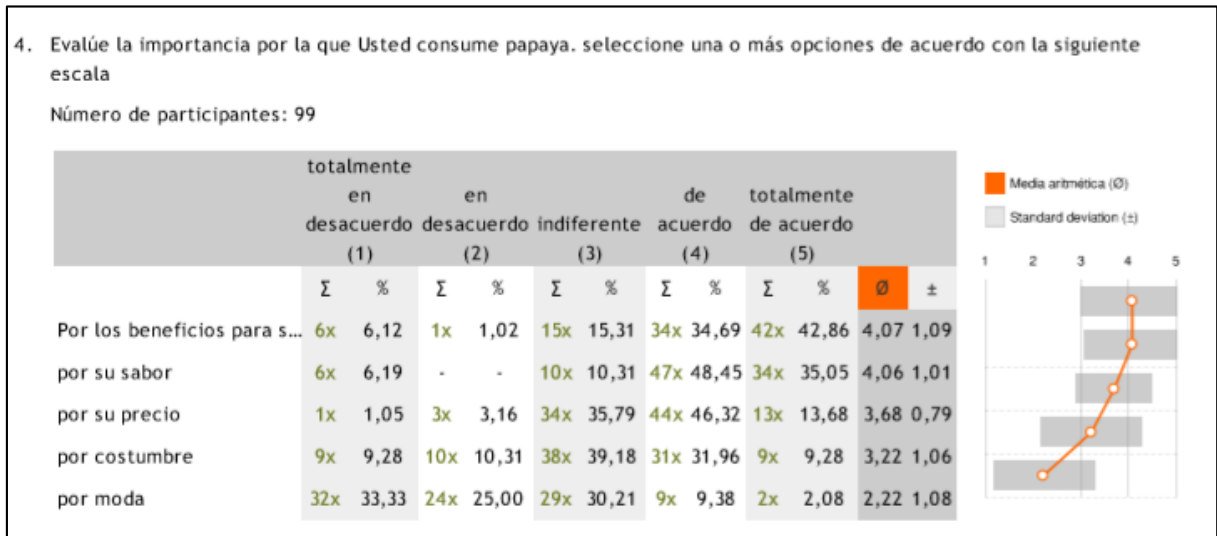 4. Evalúe la importancia por la que Usted consume papaya. seleccione una o más opciones de acuerdo con la siguiente
escala
Número de participantes: 99
totalmente
en en de totalmente
desacuerdo desacuerdo indiferente acuerdo de acuerdo
(1) (2) (3) (4) (5)
Σ % Σ % Σ % Σ % Σ % Ø ±
Por los beneficios para s... 6x 6,12 1x 1,02 15x 15,31 34x 34,69 42x 42,86 4,07 1,09
por su sabor 6x 6,19 - - 10x 10,31 47x 48,45 34x 35,05 4,06 1,01
por su precio 1x 1,05 3x 3,16 34x 35,79 44x 46,32 13x 13,68 3,68 0,79
por costumbre 9x 9,28 10x 10,31 38x 39,18 31x 31,96 9x 9,28 3,22 1,06
por moda 32x 33,33 24x 25,00 29x 30,21 9x 9,38 2x 2,08 2,22 1,08
Media aritmética (Ø)
Standard deviation (±)
1 2 3 4 5